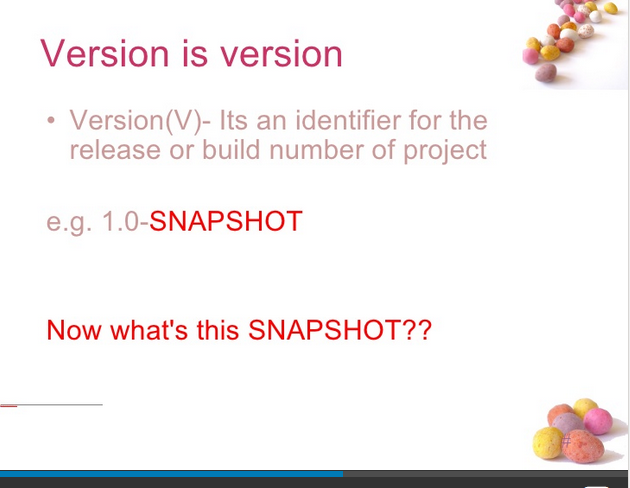 Version is version
• Version(V)- Its an identifier for the
release or build number of project
e.g. 1.0-SNAPSHOT
Now what's this SNAPSHOT??
#